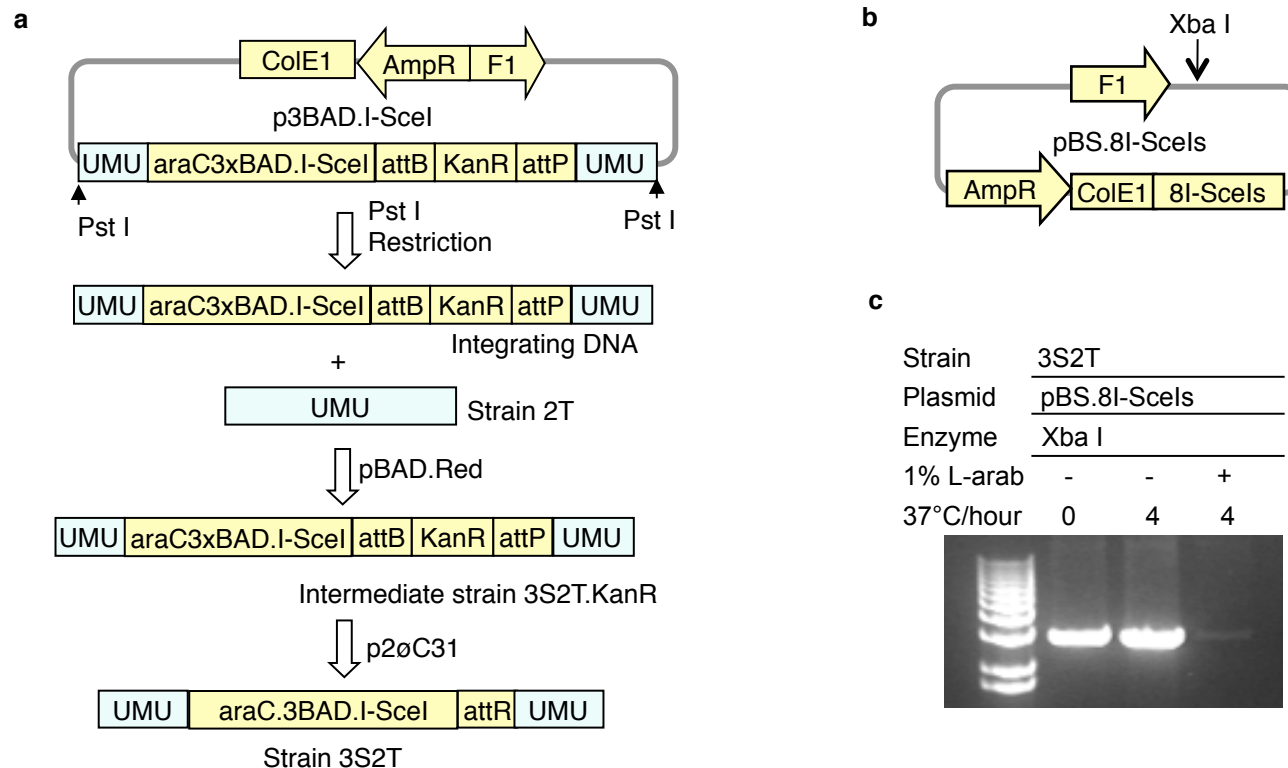 a
ColE1 AmpR F1
p3BAD.I-SceI
UMU araC3xBAD.I-SceI attB KanR attP UMU
Pst I Pst I
Pst I
Restriction
UMU araC3xBAD.I-SceI attB KanR attP UMU
Integrating DNA
+
UMU Strain 2T
pBAD.Red
UMU araC3xBAD.I-SceI attB KanR attP UMU
Intermediate strain 3S2T.KanR
p2øC31
UMU araC.3BAD.I-SceI attR UMU
Strain 3S2T
b
Xba I
F1
pBS.8I-SceIs
AmpR ColE1 8I-SceIs
c
Strain 3S2T
Plasmid pBS.8I-SceIs
Enzyme Xba I
1% L-arab - - +
37°C/hour 0 4 4